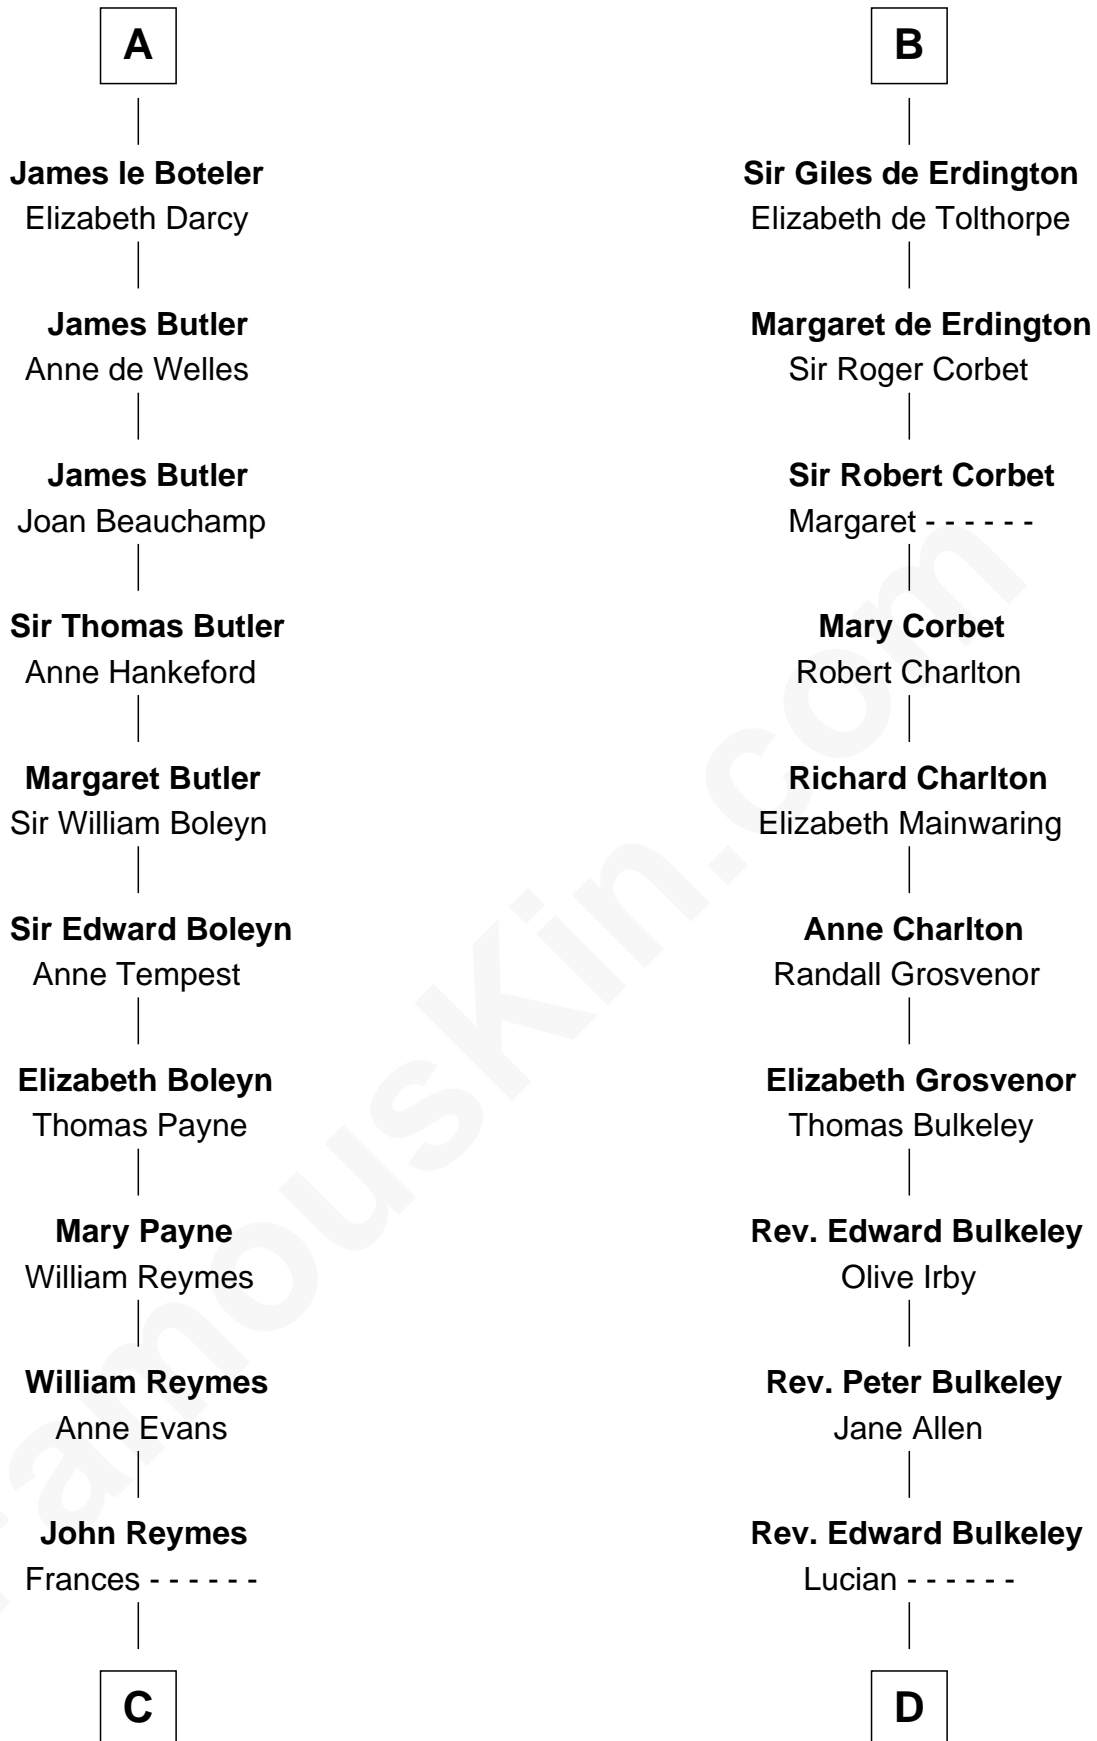 A
James le Boteler
Elizabeth Darcy
James Butler
Anne de Welles
James Butler
Joan Beauchamp
Sir Thomas Butler
Anne Hankeford
Margaret Butler
Sir William Boleyn
Sir Edward Boleyn
Anne Tempest
Elizabeth Boleyn
Thomas Payne
Mary Payne
William Reymes
William Reymes
Anne Evans
John Reymes
Frances - - - - - -
C
B
Sir Giles de Erdington
Elizabeth de Tolthorpe
Margaret de Erdington
Sir Roger Corbet
Sir Robert Corbet
Margaret - - - - - -
Mary Corbet
Robert Charlton
Richard Charlton
Elizabeth Mainwaring
Anne Charlton
Randall Grosvenor
Elizabeth Grosvenor
Thomas Bulkeley
Rev. Edward Bulkeley
Olive Irby
Rev. Peter Bulkeley
Jane Allen
Rev. Edward Bulkeley
Lucian - - - - - -
D
FamousKin.com